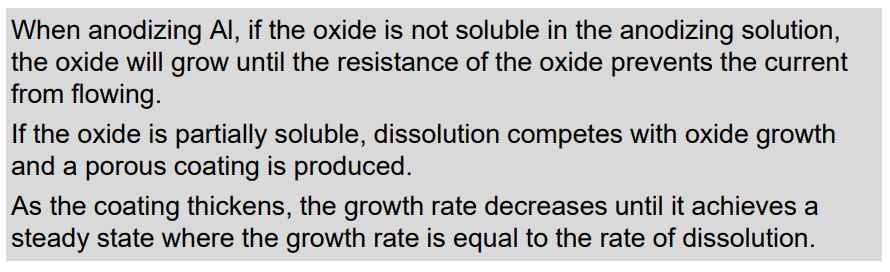 When anodizing Al, if the oxide is not soluble in the anodizing solution,
the oxide will grow until the resistance of the oxide prevents the current
from flowing.
If the oxide is partially soluble, dissolution competes with oxide growth
and a porous coating is produced.
As the coating thickens, the growth rate decreases until it achieves a
steady state where the growth rate is equal to the rate of dissolution.